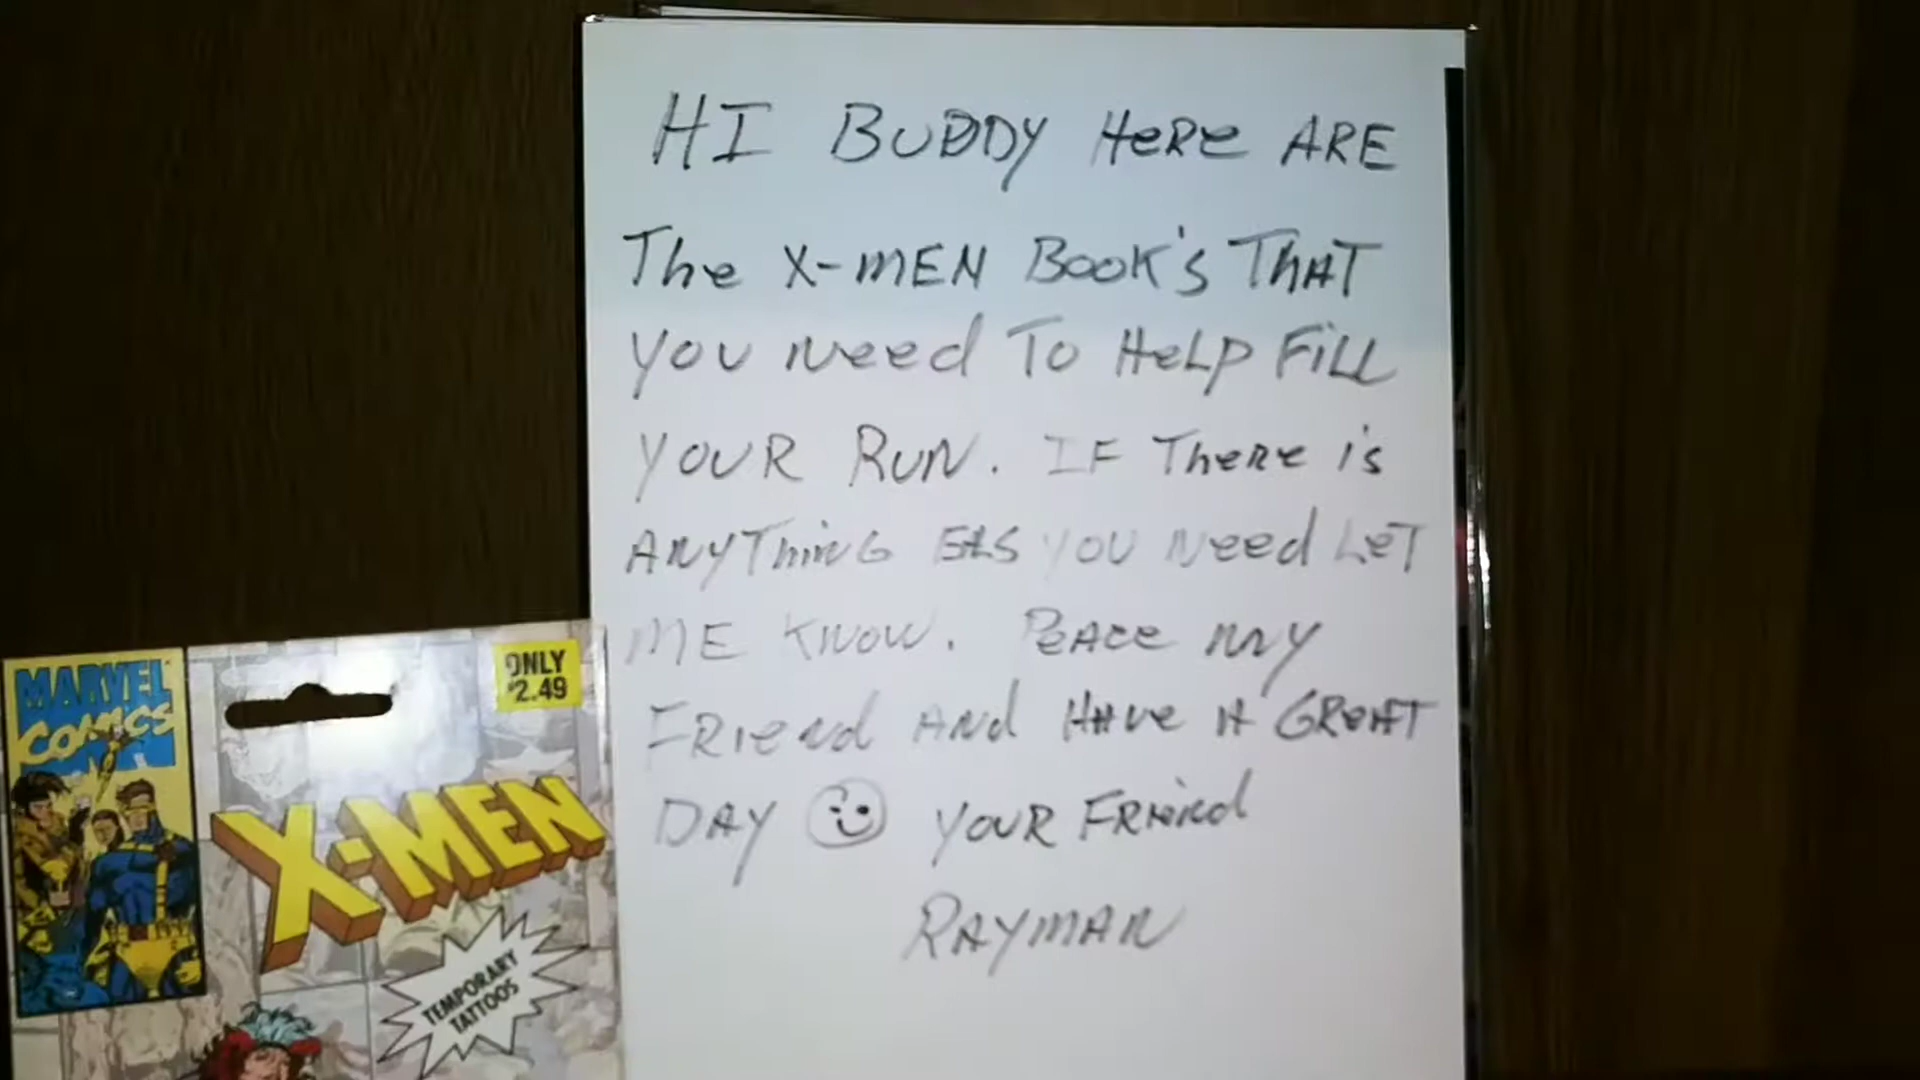 HI BUDDY HeRe ARE
The X-mEN BOOK'S THAT
YOU Need TO HeLP FiLL
YOUR RUN. IF TheRe is
ANYThiNG ELS YOU Need LeT
ME KNOW. PeACe MY
FRiend ANd HAve A GReAT
DAY YOUR FRiend
RAYMAN
MARVEL
COMICS
ONLY
$2.49
X-MEN
TEMPORARY
TATTOOS